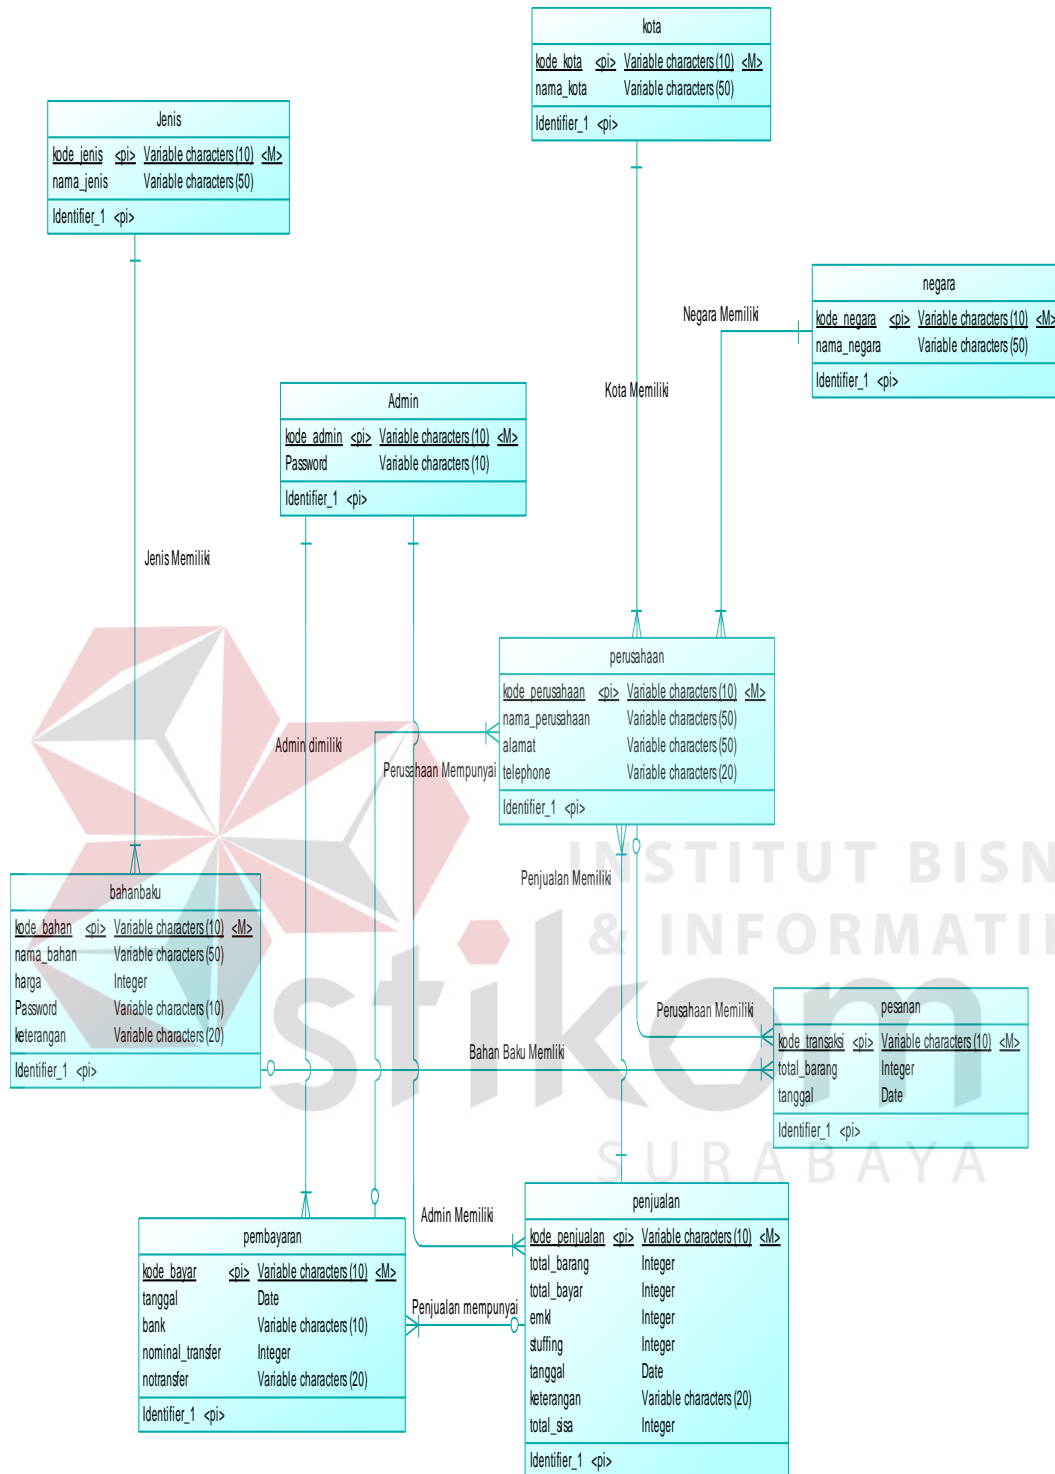 kota
kode_kota <pi> Variable characters (10) <M>
nama_kota Variable characters (50)
Identifier_1 <pi>
Jenis
kode_jenis <pi> Variable characters (10) <M>
nama_jenis Variable characters (50)
Identifier_1 <pi>
negara
kode_negara <pi> Variable characters (10) <M>
nama_negara Variable characters (50)
Identifier_1 <pi>
Negara Memiliki
Kota Memiliki
Admin
kode_admin <pi> Variable characters (10) <M>
Password Variable characters (10)
Identifier_1 <pi>
Jenis Memiliki
perusahaan
kode_perusahaan <pi> Variable characters (10) <M>
nama_perusahaan Variable characters (50)
alamat Variable characters (50)
telephone Variable characters (20)
Identifier_1 <pi>
Admin dimiliki
Perusahaan Mempunyai
Penjualan Memiliki
bahanbaku
kode_bahan <pi> Variable characters (10) <M>
nama_bahan Variable characters (50)
harga Integer
Password Variable characters (10)
keterangan Variable characters (20)
Identifier_1 <pi>
INSTITUT BISN
& INFORMATI
stikom
SURABAYA
Perusahaan Memiliki
Bahan Baku Memliki
pesanan
kode_transaksi <pi> Variable characters (10) <M>
total_barang Integer
tanggal Date
Identifier_1 <pi>
Admin Memiliki
Penjualan mempunyai
pembayaran
kode_bayar <pi> Variable characters (10) <M>
tanggal Date
bank Variable characters (10)
nominal_transfer Integer
notransfer Variable characters (20)
Identifier_1 <pi>
penjualan
kode_penjualan <pi> Variable characters (10) <M>
total_barang Integer
total_bayar Integer
emkl Integer
stuffing Integer
tanggal Date
keterangan Variable characters (20)
total_sisa Integer
Identifier_1 <pi>